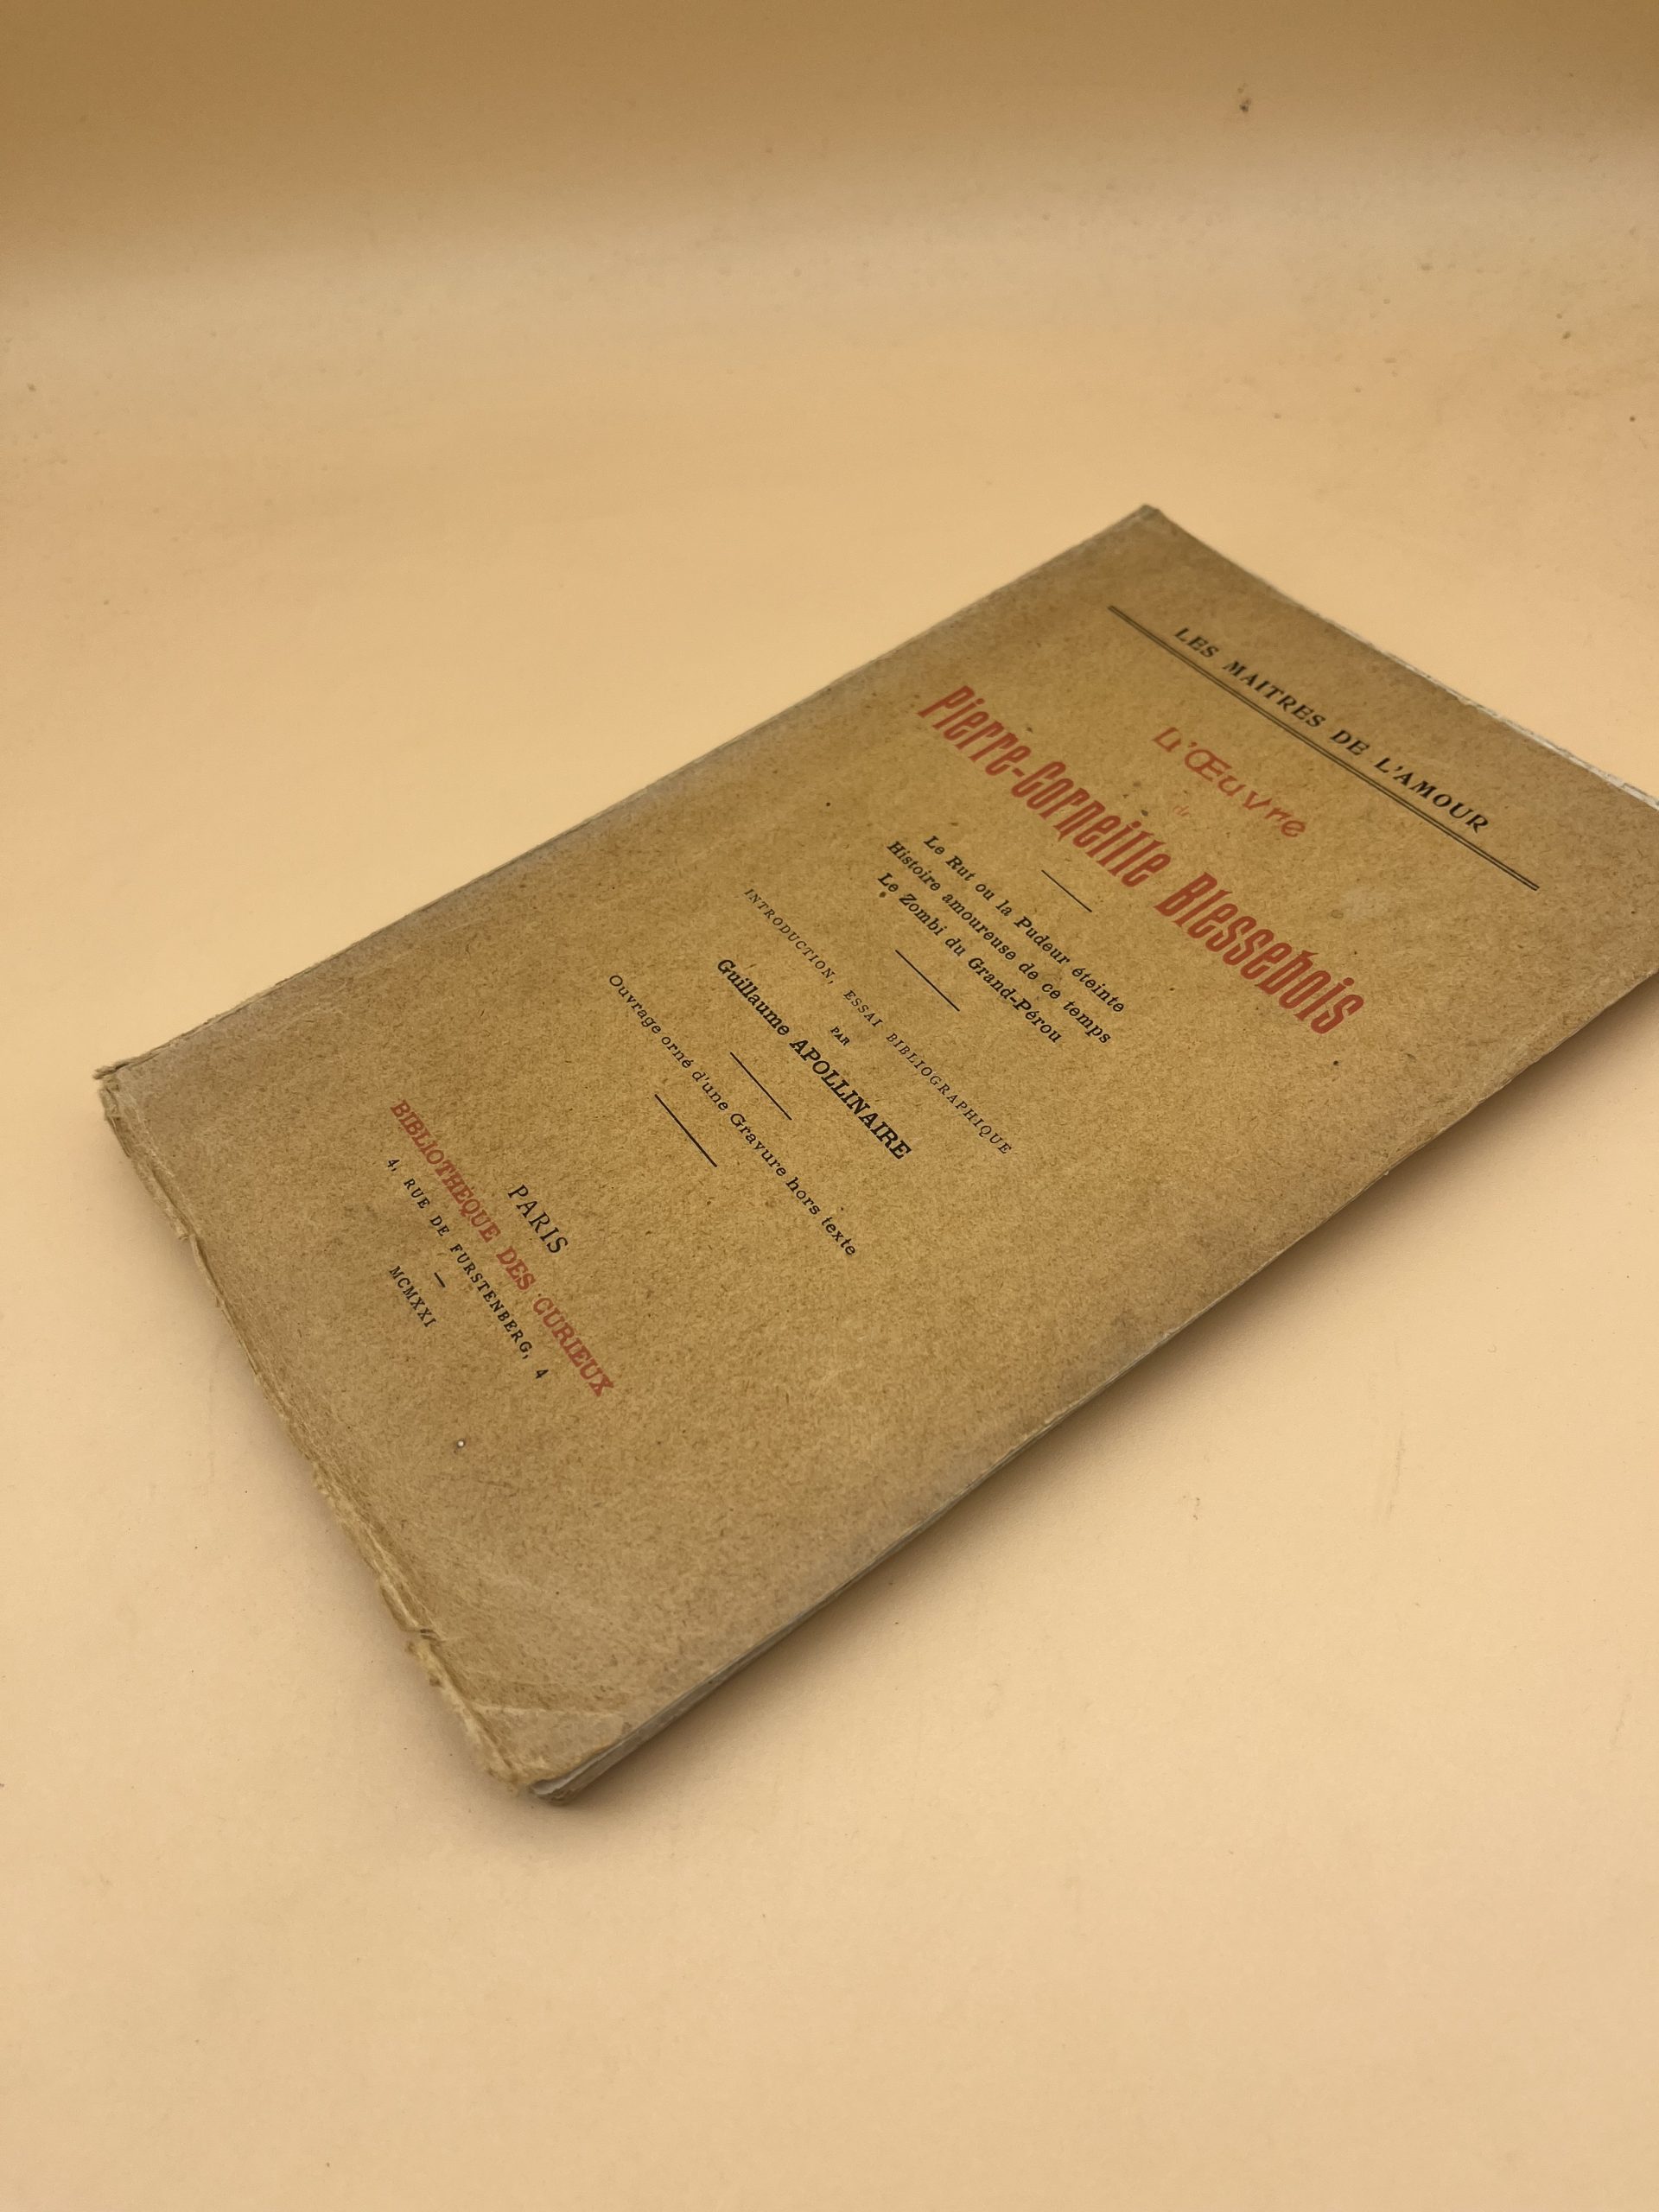 LES MAITRES DE L'AMOUR
L'Œuvre
de
Pierre-Corneille Blessebois
Le Rut ou la Pudeur éteinte
Histoire amoureuse de ce temps
Le Zombi du Grand-Pérou
INTRODUCTION, ESSAI BIBLIOGRAPHIQUE
PAR
Guillaume APOLLINAIRE
Ouvrage orné d'une Gravure hors texte
PARIS
BIBLIOTHÈQUE DES CURIEUX
4, RUE DE FURSTENBERG, 4
MCMXXI